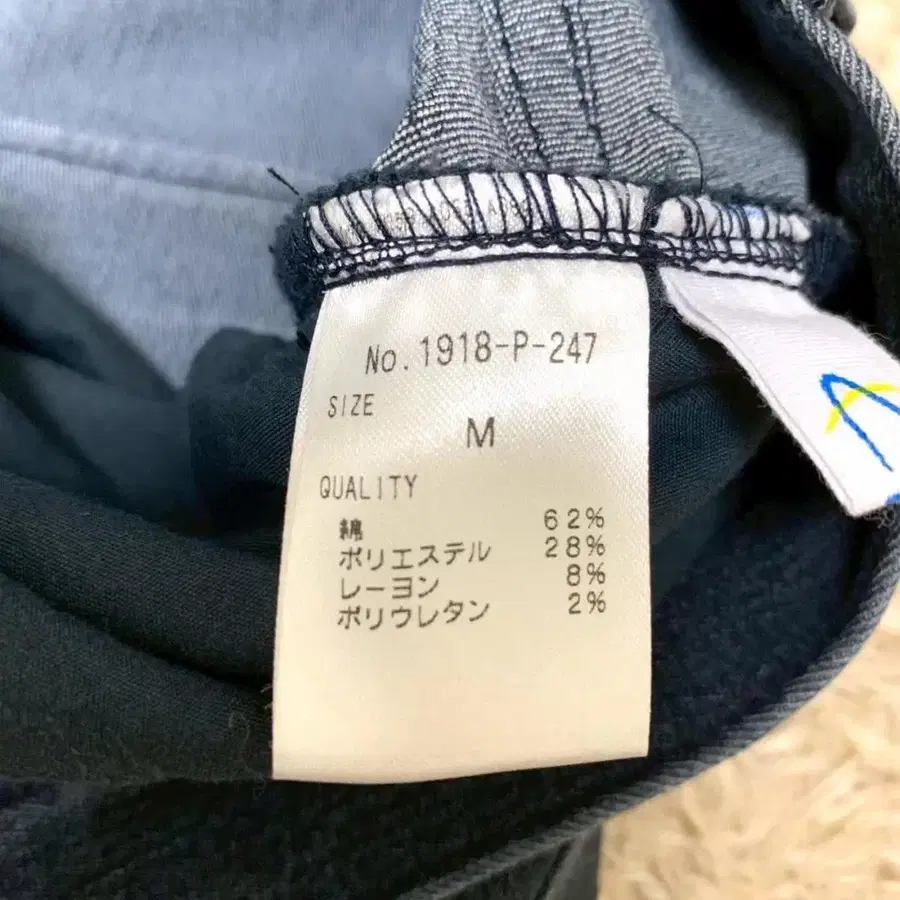 No.1918-P-247
SIZE
M
QUALITY
綿 62%
ポリエステル 28%
レーヨン 8%
ポリウレタン 2%